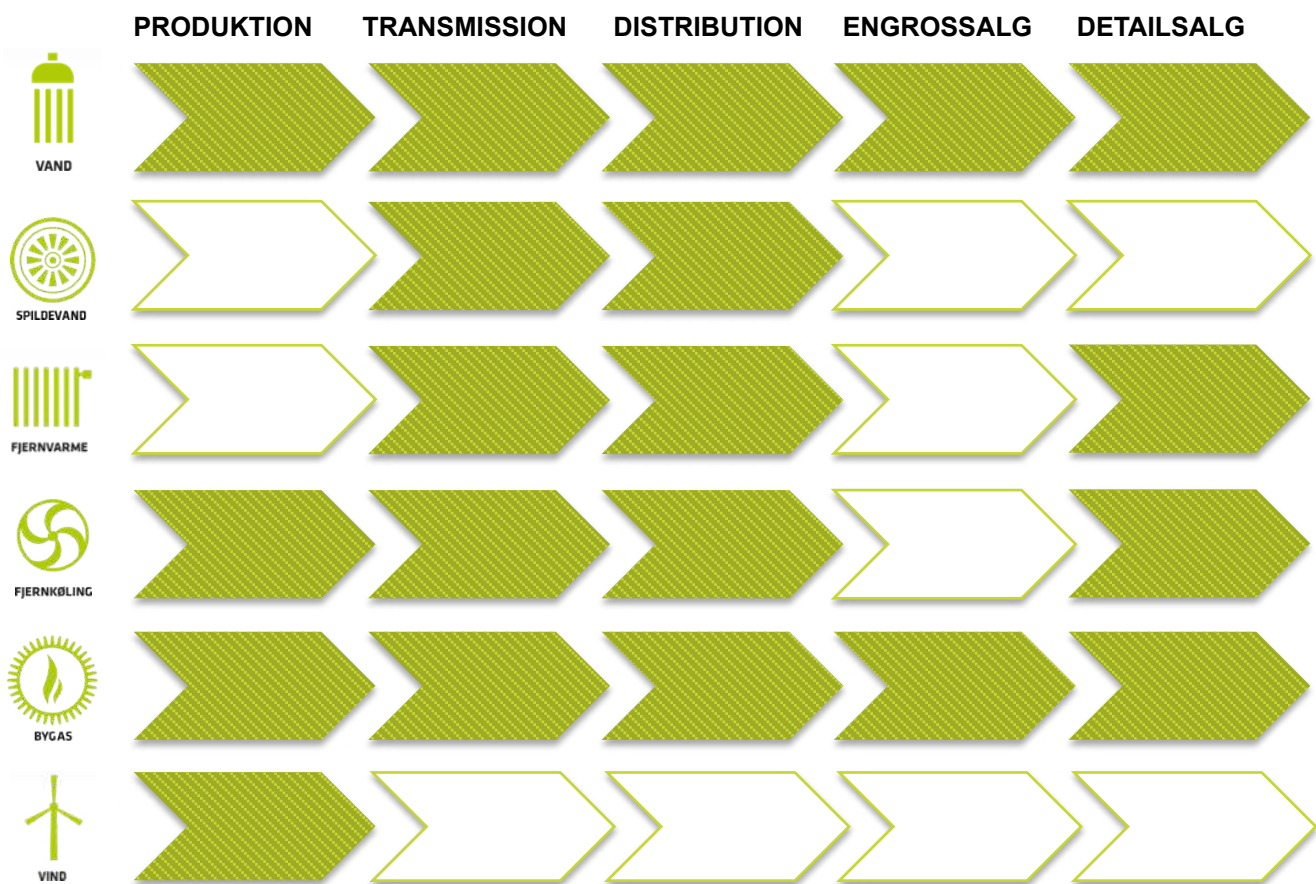 PRODUKTION TRANSMISSION DISTRIBUTION ENGROSSALG DETAILSALG
VAND
SPILDEVAND
FJERNVARME
FJERNKØLING
BYGAS
VIND